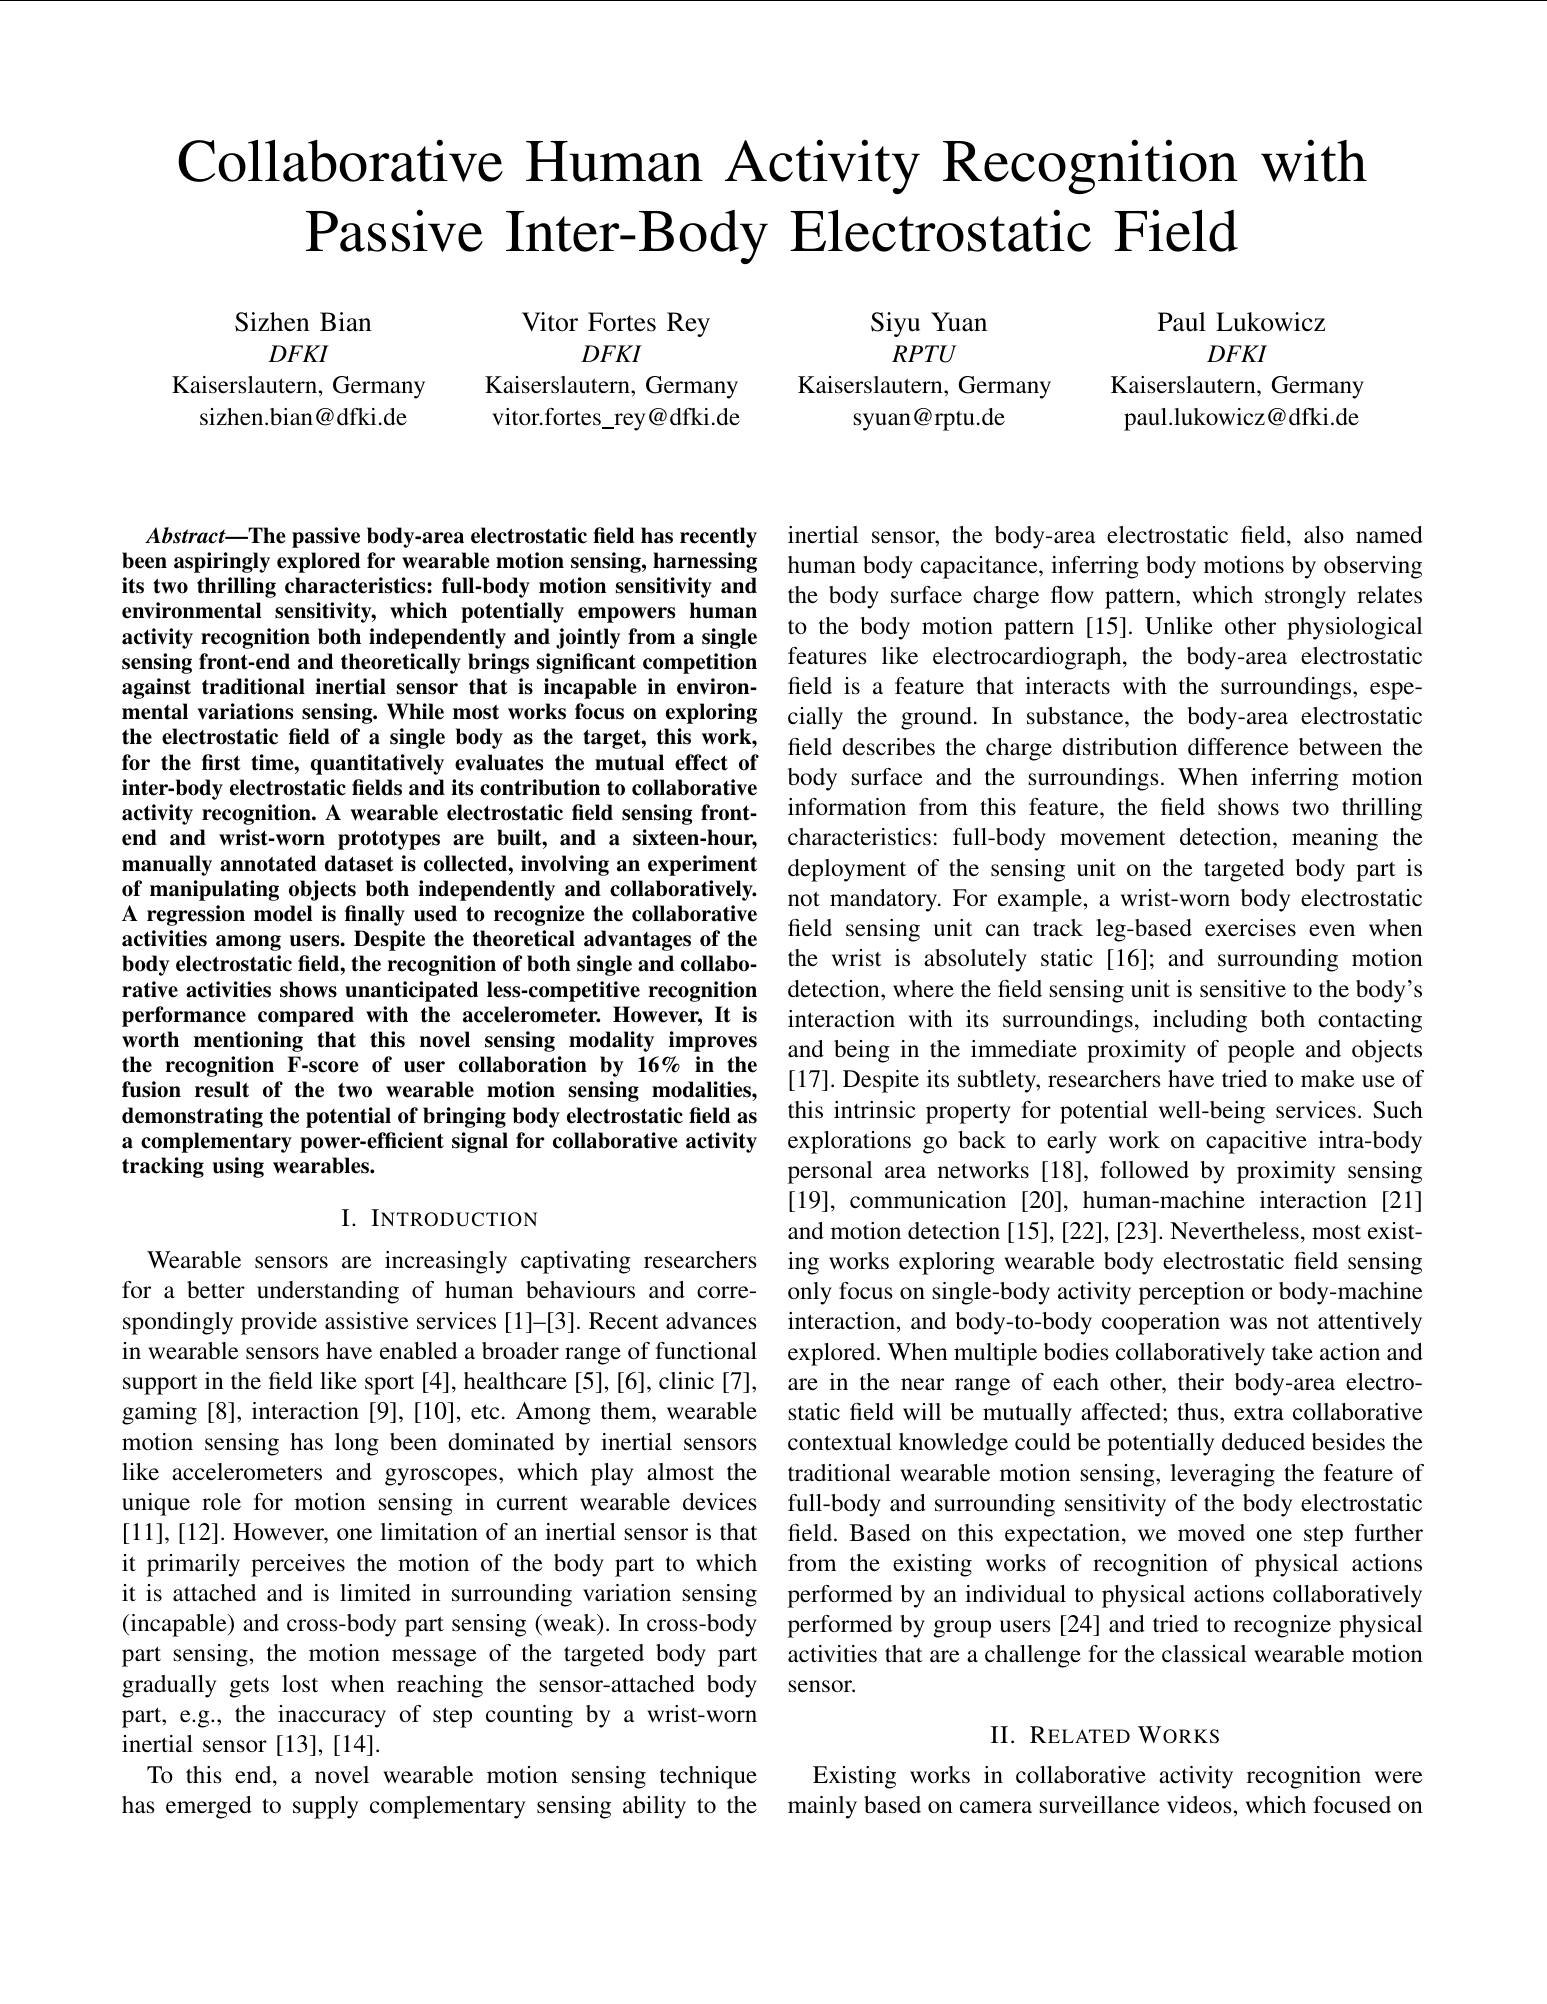 Collaborative Human Activity Recognition with
Passive Inter-Body Electrostatic Field
Sizhen Bian
DFKI
Kaiserslautern, Germany
sizhen.bian@dfki.de
Vitor Fortes Rey
DFKI
Kaiserslautern, Germany
vitor.fortes_rey@dfki.de
Siyu Yuan
RPTU
Kaiserslautern, Germany
syuan@rptu.de
Paul Lukowicz
DFKI
Kaiserslautern, Germany
paul.lukowicz@dfki.de
Abstract—The passive body-area electrostatic field has recently
been aspiringly explored for wearable motion sensing, harnessing
its two thrilling characteristics: full-body motion sensitivity and
environmental sensitivity, which potentially empowers human
activity recognition both independently and jointly from a single
sensing front-end and theoretically brings significant competition
against traditional inertial sensor that is incapable in environ-
mental variations sensing. While most works focus on exploring
the electrostatic field of a single body as the target, this work,
for the first time, quantitatively evaluates the mutual effect of
inter-body electrostatic fields and its contribution to collaborative
activity recognition. A wearable electrostatic field sensing front-
end and wrist-worn prototypes are built, and a sixteen-hour,
manually annotated dataset is collected, involving an experiment
of manipulating objects both independently and collaboratively.
A regression model is finally used to recognize the collaborative
activities among users. Despite the theoretical advantages of the
body electrostatic field, the recognition of both single and collabo-
rative activities shows unanticipated less-competitive recognition
performance compared with the accelerometer. However, It is
worth mentioning that this novel sensing modality improves
the recognition F-score of user collaboration by 16% in the
fusion result of the two wearable motion sensing modalities,
demonstrating the potential of bringing body electrostatic field as
a complementary power-efficient signal for collaborative activity
tracking using wearables.
I. INTRODUCTION
Wearable sensors are increasingly captivating researchers
for a better understanding of human behaviours and corre-
spondingly provide assistive services [1]–[3]. Recent advances
in wearable sensors have enabled a broader range of functional
support in the field like sport [4], healthcare [5], [6], clinic [7],
gaming [8], interaction [9], [10], etc. Among them, wearable
motion sensing has long been dominated by inertial sensors
like accelerometers and gyroscopes, which play almost the
unique role for motion sensing in current wearable devices
[11], [12]. However, one limitation of an inertial sensor is that
it primarily perceives the motion of the body part to which
it is attached and is limited in surrounding variation sensing
(incapable) and cross-body part sensing (weak). In cross-body
part sensing, the motion message of the targeted body part
gradually gets lost when reaching the sensor-attached body
part, e.g., the inaccuracy of step counting by a wrist-worn
inertial sensor [13], [14].
To this end, a novel wearable motion sensing technique
has emerged to supply complementary sensing ability to the
inertial sensor, the body-area electrostatic field, also named
human body capacitance, inferring body motions by observing
the body surface charge flow pattern, which strongly relates
to the body motion pattern [15]. Unlike other physiological
features like electrocardiograph, the body-area electrostatic
field is a feature that interacts with the surroundings, espe-
cially the ground. In substance, the body-area electrostatic
field describes the charge distribution difference between the
body surface and the surroundings. When inferring motion
information from this feature, the field shows two thrilling
characteristics: full-body movement detection, meaning the
deployment of the sensing unit on the targeted body part is
not mandatory. For example, a wrist-worn body electrostatic
field sensing unit can track leg-based exercises even when
the wrist is absolutely static [16]; and surrounding motion
detection, where the field sensing unit is sensitive to the body's
interaction with its surroundings, including both contacting
and being in the immediate proximity of people and objects
[17]. Despite its subtlety, researchers have tried to make use of
this intrinsic property for potential well-being services. Such
explorations go back to early work on capacitive intra-body
personal area networks [18], followed by proximity sensing
[19], communication [20], human-machine interaction [21]
and motion detection [15], [22], [23]. Nevertheless, most exist-
ing works exploring wearable body electrostatic field sensing
only focus on single-body activity perception or body-machine
interaction, and body-to-body cooperation was not attentively
explored. When multiple bodies collaboratively take action and
are in the near range of each other, their body-area electro-
static field will be mutually affected; thus, extra collaborative
contextual knowledge could be potentially deduced besides the
traditional wearable motion sensing, leveraging the feature of
full-body and surrounding sensitivity of the body electrostatic
field. Based on this expectation, we moved one step further
from the existing works of recognition of physical actions
performed by an individual to physical actions collaboratively
performed by group users [24] and tried to recognize physical
activities that are a challenge for the classical wearable motion
sensor.
II. RELATED WORKS
Existing works in collaborative activity recognition were
mainly based on camera surveillance videos, which focused on